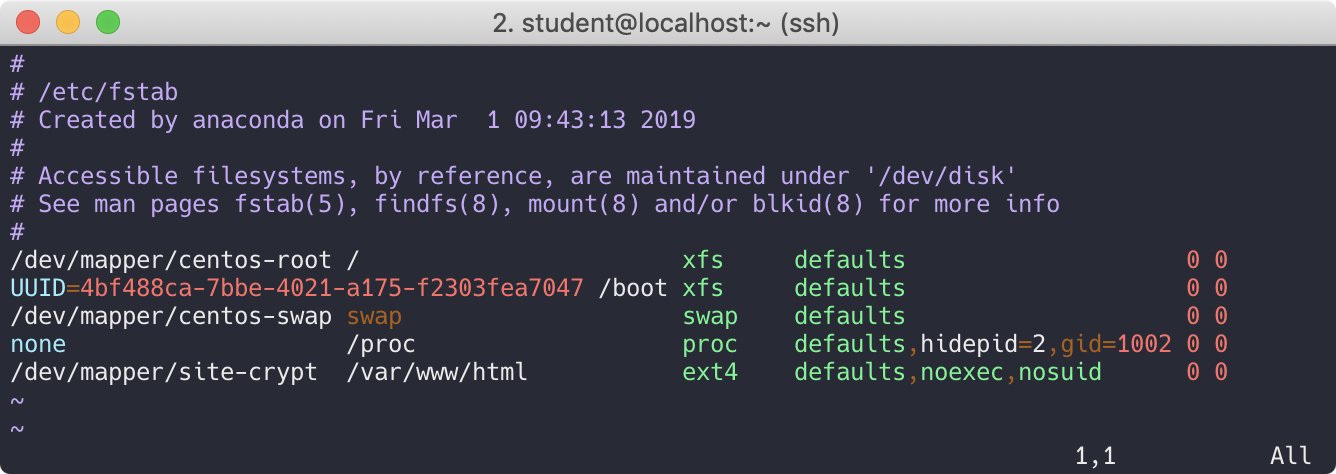 2. student@localhost:~ (ssh)
#
# /etc/fstab
# Created by anaconda on Fri Mar  1 09:43:13 2019
#
# Accessible filesystems, by reference, are maintained under '/dev/disk'
# See man pages fstab(5), findfs(8), mount(8) and/or blkid(8) for more info
#
/dev/mapper/centos-root /                       xfs     defaults                    0 0
UUID=4bf488ca-7bbe-4021-a175-f2303fea7047 /boot xfs     defaults                    0 0
/dev/mapper/centos-swap swap                    swap    defaults                    0 0
none                    /proc                   proc    defaults,hidepid=2,gid=1002 0 0
/dev/mapper/site-crypt  /var/www/html           ext4    defaults,noexec,nosuid      0 0
~
~
1,1           All